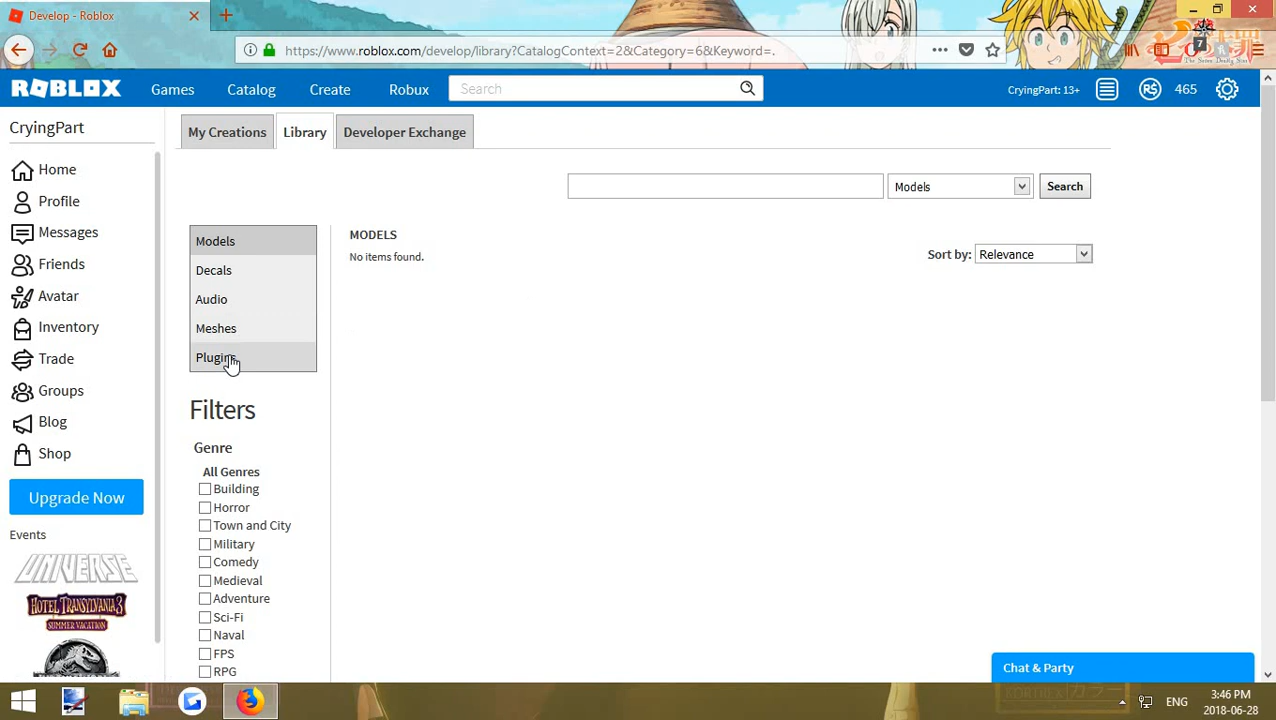 Develop - Roblox
https://www.roblox.com/develop/library?CatalogContext=2&Category=6&Keyword=.
ROBLOX
Games
Catalog
Create
Robux
Search
CryingPart: 13+
465
CryingPart
My Creations
Library
Developer Exchange
Models
Search
Home
Profile
Messages
Friends
Avatar
Inventory
Trade
Groups
Blog
Shop
Upgrade Now
Events
UNIVERSE
HOTEL TRANSYLVANIA 3
SUMMER VACATION
Models
Decals
Audio
Meshes
Plugins
MODELS
No items found.
Sort by:
Relevance
Filters
Genre
All Genres
Building
Horror
Town and City
Military
Comedy
Medieval
Adventure
Sci-Fi
Naval
FPS
RPG
Chat & Party
ENG
3:46 PM
2018-06-28